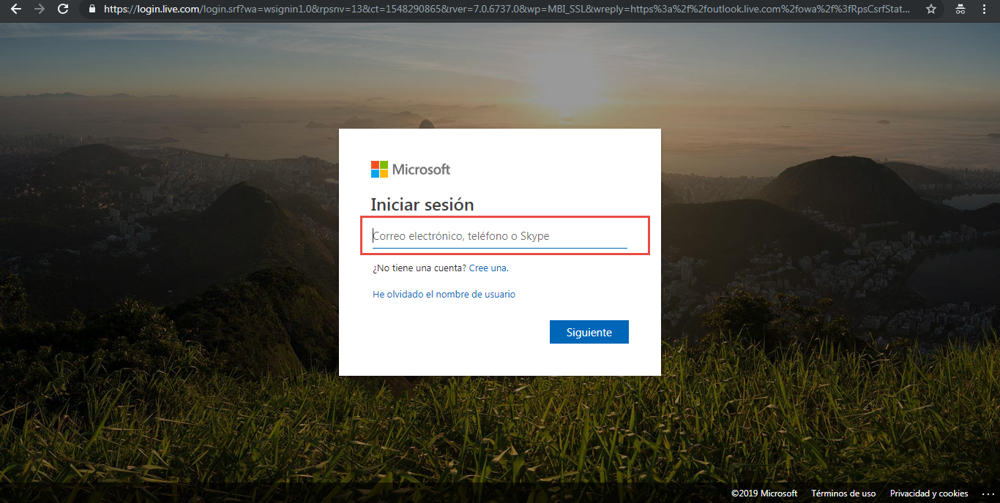 https://login.live.com/login.srf?wa=wsignin1.0&rpsnv=13&ct=1548290865&rver=7.0.6737.0&wp=MBI_SSL&wreply=https%3a%2f%2foutlook.live.com%2fowa%2f%3fRpsCsrfStat...
Microsoft
Iniciar sesión
Correo electrónico, teléfono o Skype
¿No tiene una cuenta? Cree una.
He olvidado el nombre de usuario
Siguiente
©2019 Microsoft Términos de uso Privacidad y cookies ...